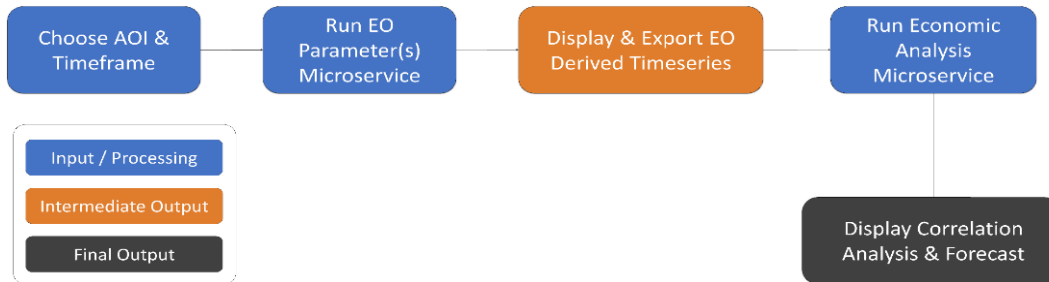 Choose AOI &
Timeframe
Run EO
Parameter(s)
Microservice
Display & Export EO
Derived Timeseries
Run Economic
Analysis
Microservice
Input / Processing
Intermediate Output
Final Output
Display Correlation
Analysis & Forecast